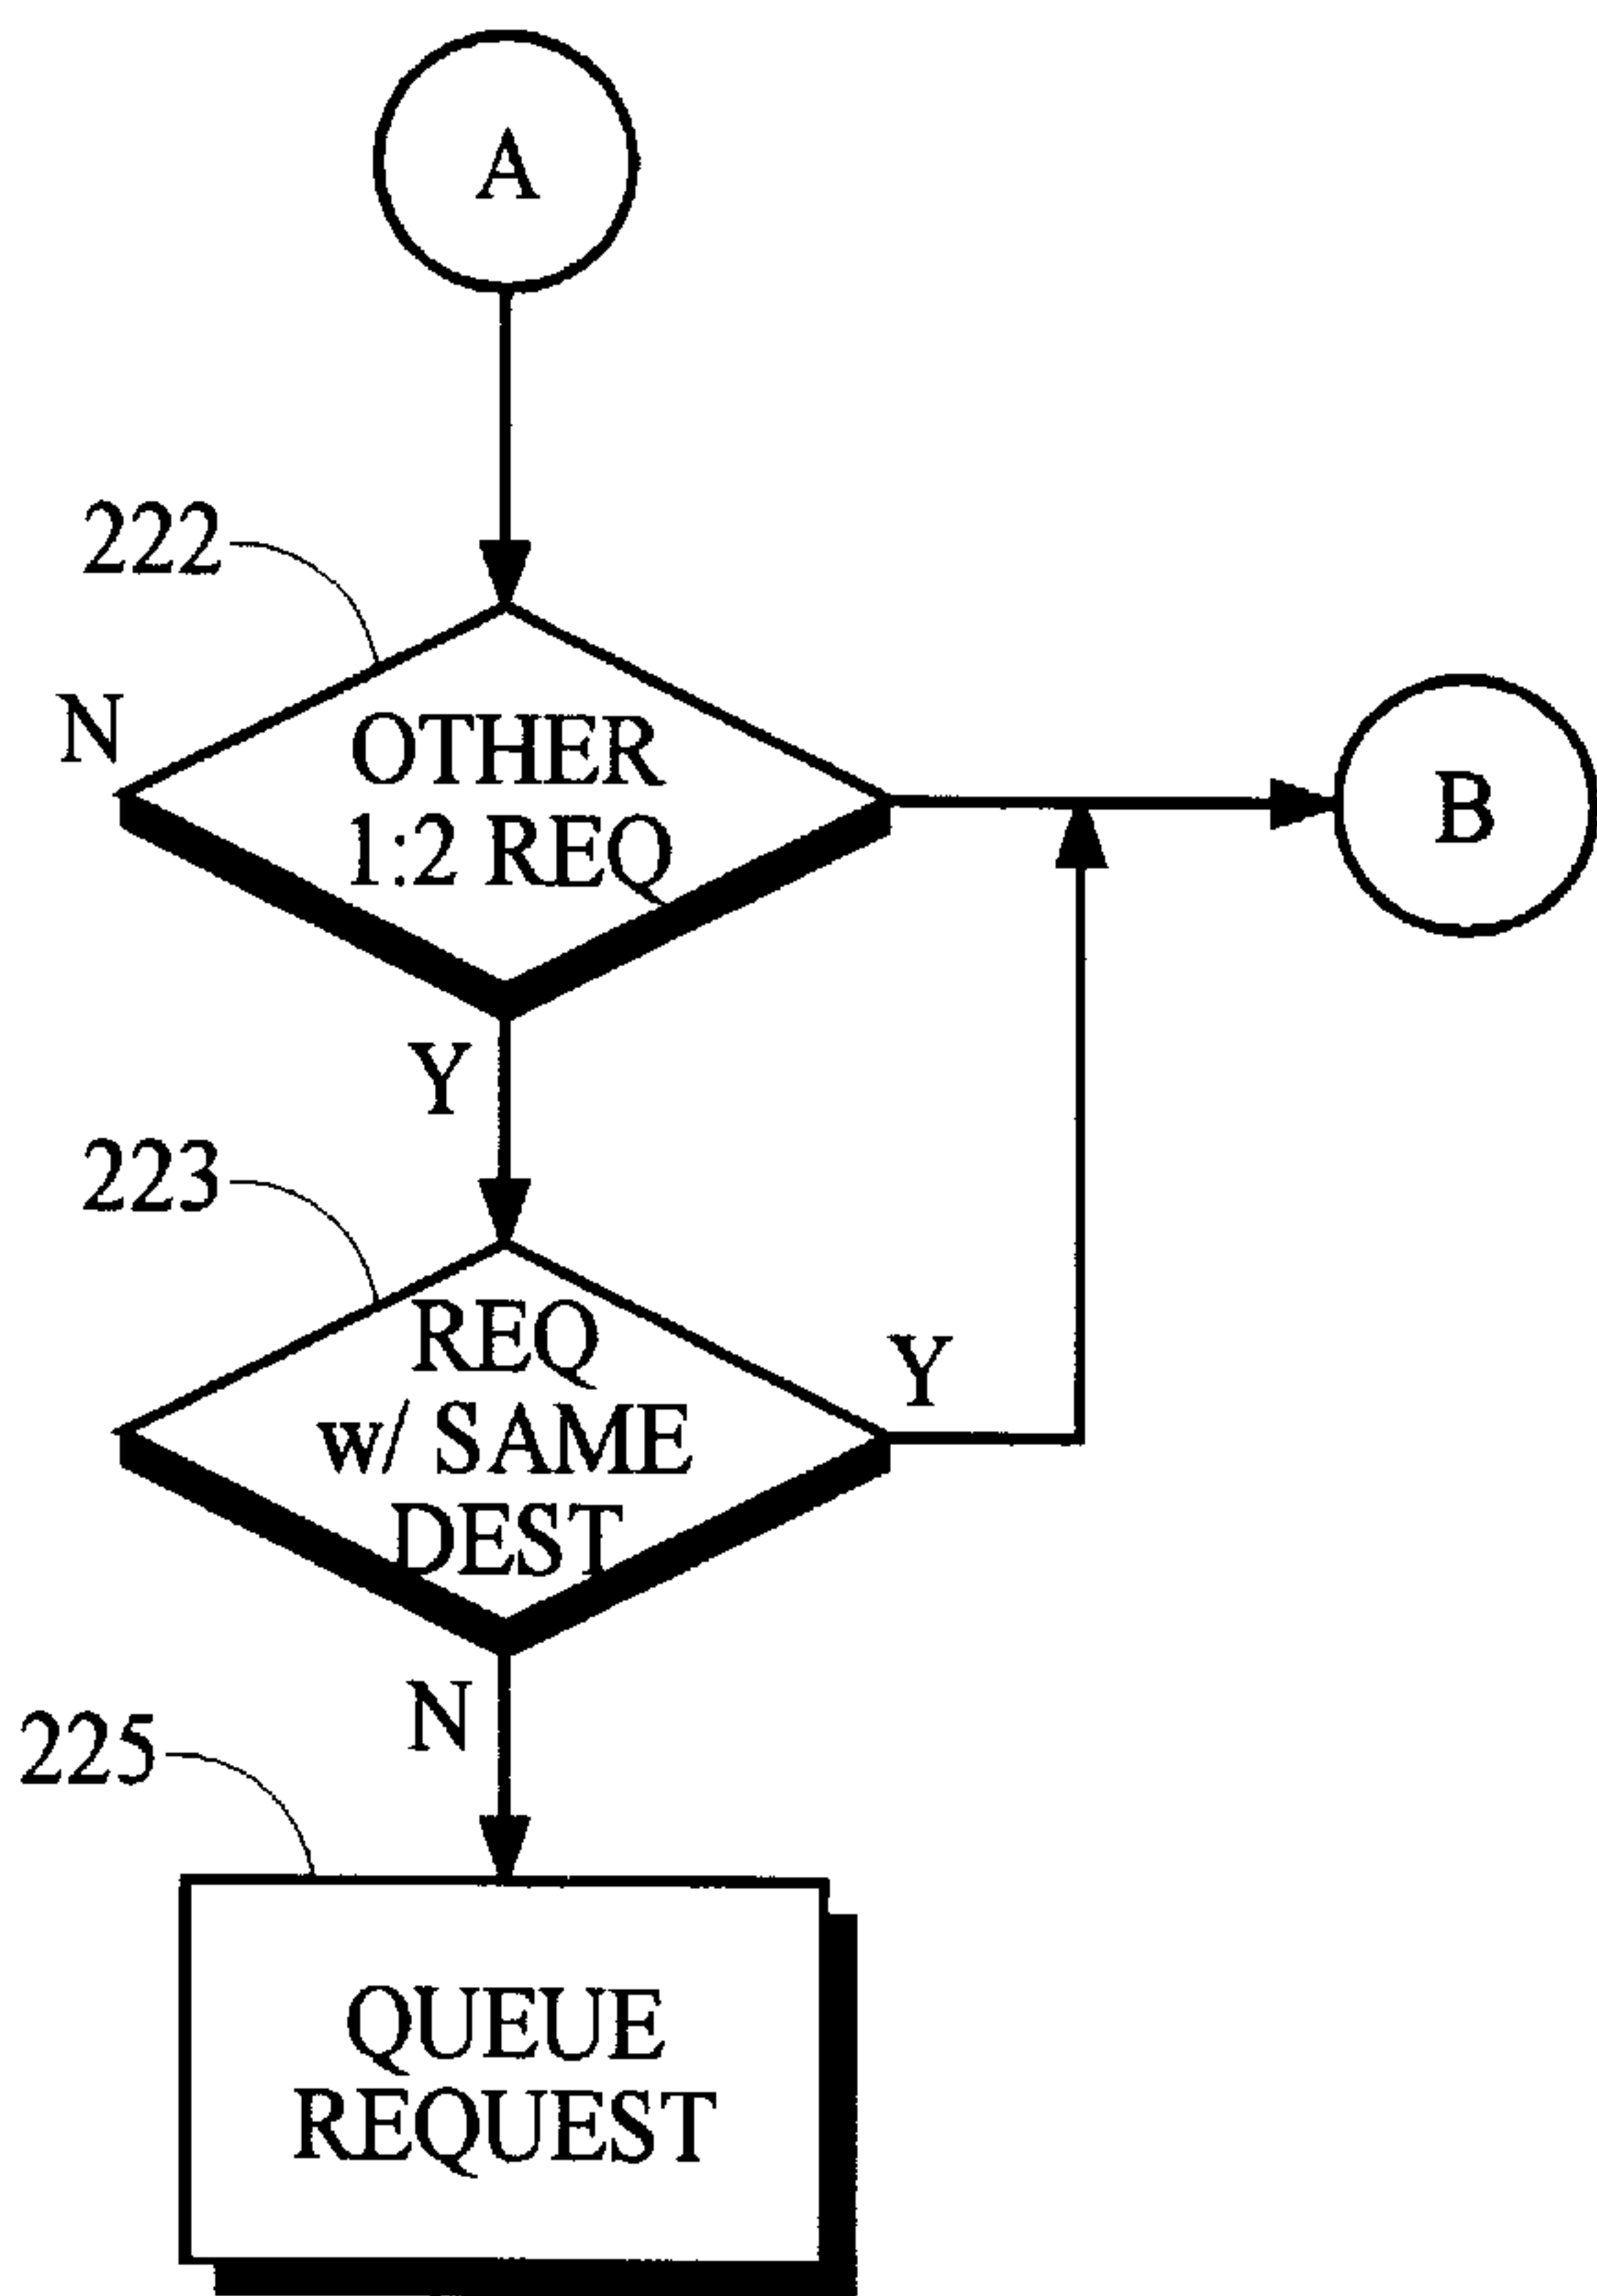 A
222
N
OTHER
1:2 REQ
B
Y
223
REQ
w/ SAME
DEST
Y
N
225
QUEUE
REQUEST